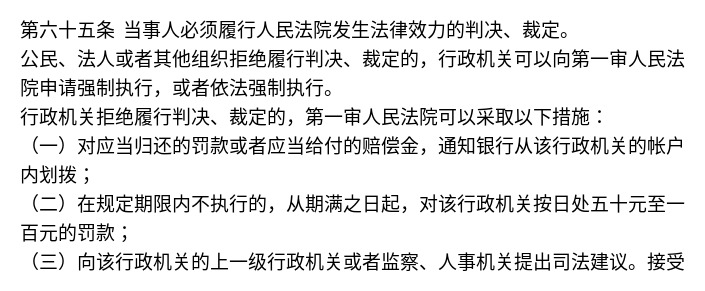 第六十五条 当事人必须履行人民法院发生法律效力的判决、裁定。
公民、法人或者其他组织拒绝履行判决、裁定的，行政机关可以向第一审人民法
院申请强制执行，或者依法强制执行。
行政机关拒绝履行判决、裁定的，第一审人民法院可以采取以下措施：
（一）对应当归还的罚款或者应当给付的赔偿金，通知银行从该行政机关的帐户
内划拨；
（二）在规定期限内不执行的，从期满之日起，对该行政机关按日处五十元至一
百元的罚款；
（三）向该行政机关的上一级行政机关或者监察、人事机关提出司法建议。接受